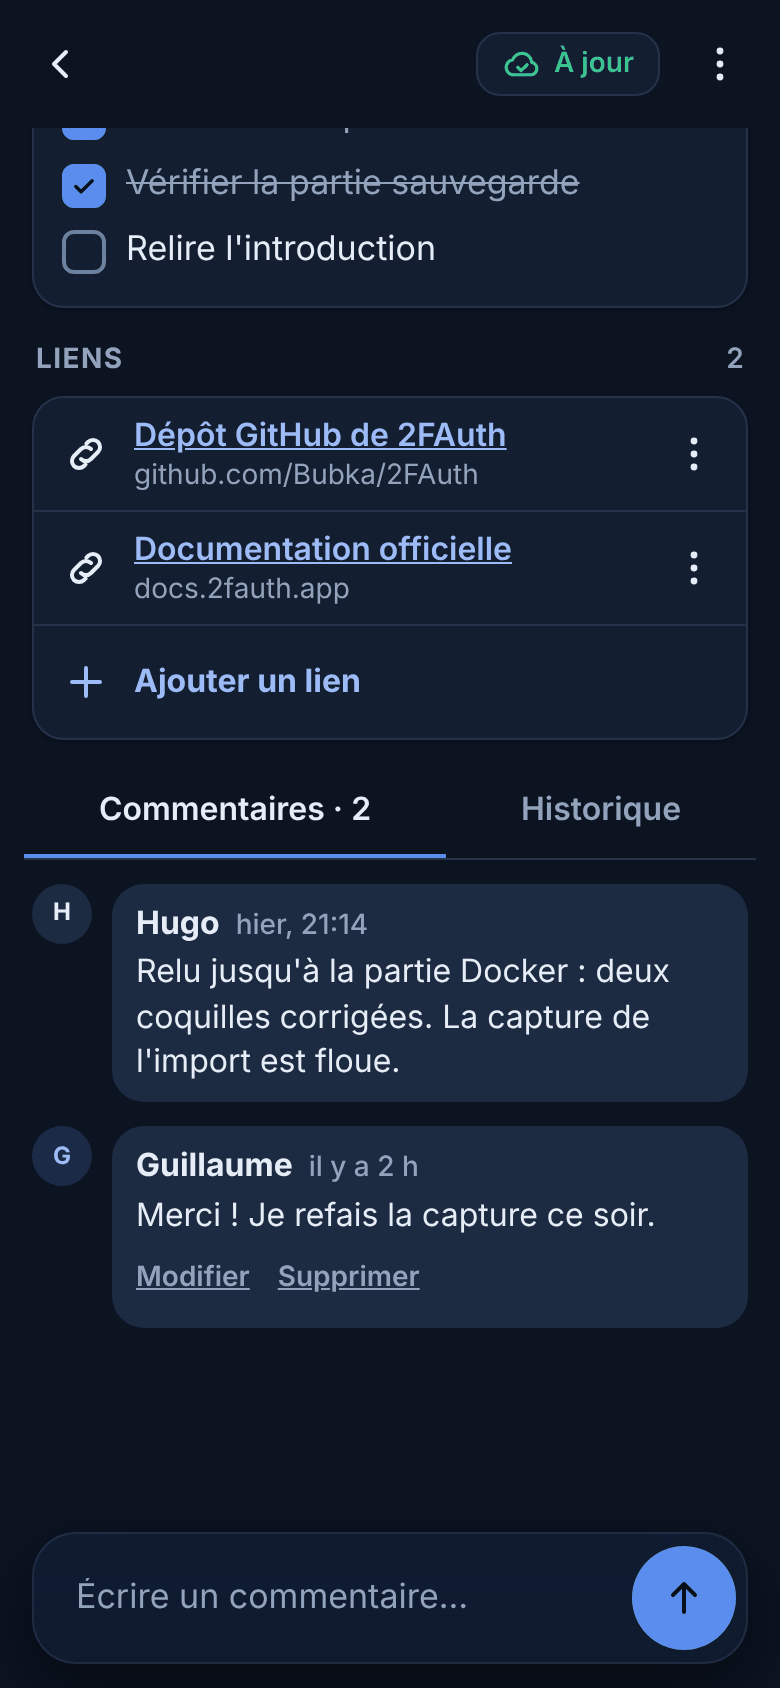 À jour
Vérifier la partie sauvegarde
Relire l'introduction
LIENS 2
Dépôt GitHub de 2FAuth
github.com/Bubka/2FAuth
Documentation officielle
docs.2fauth.app
Ajouter un lien
Commentaires · 2 Historique
H
Hugo hier, 21:14
Relu jusqu'à la partie Docker : deux
coquilles corrigées. La capture de
l'import est floue.
G
Guillaume il y a 2 h
Merci ! Je refais la capture ce soir.
Modifier Supprimer
Écrire un commentaire...